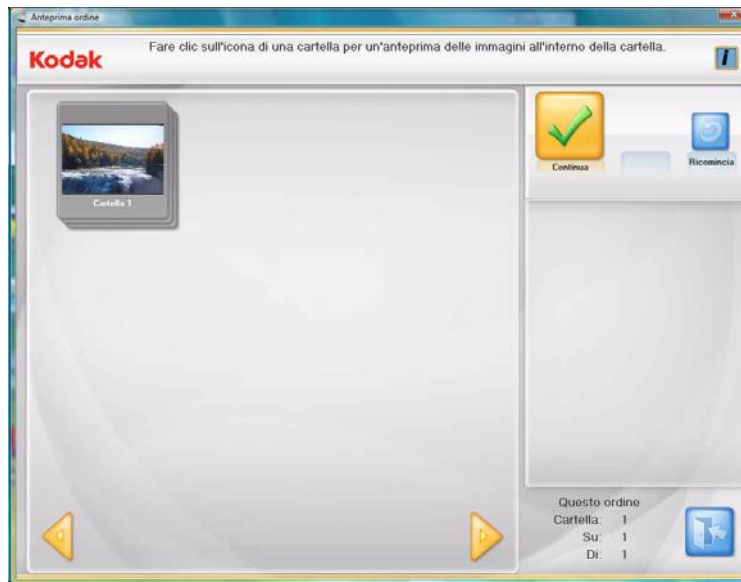 Anteprima ordine
Kodak
Fare clic sull'icona di una cartella per un'anteprima delle immagini all'interno della cartella.
i
Cartella 1
Continua
Ricomincia
Questo ordine
Cartella: 1
Su: 1
Di: 1